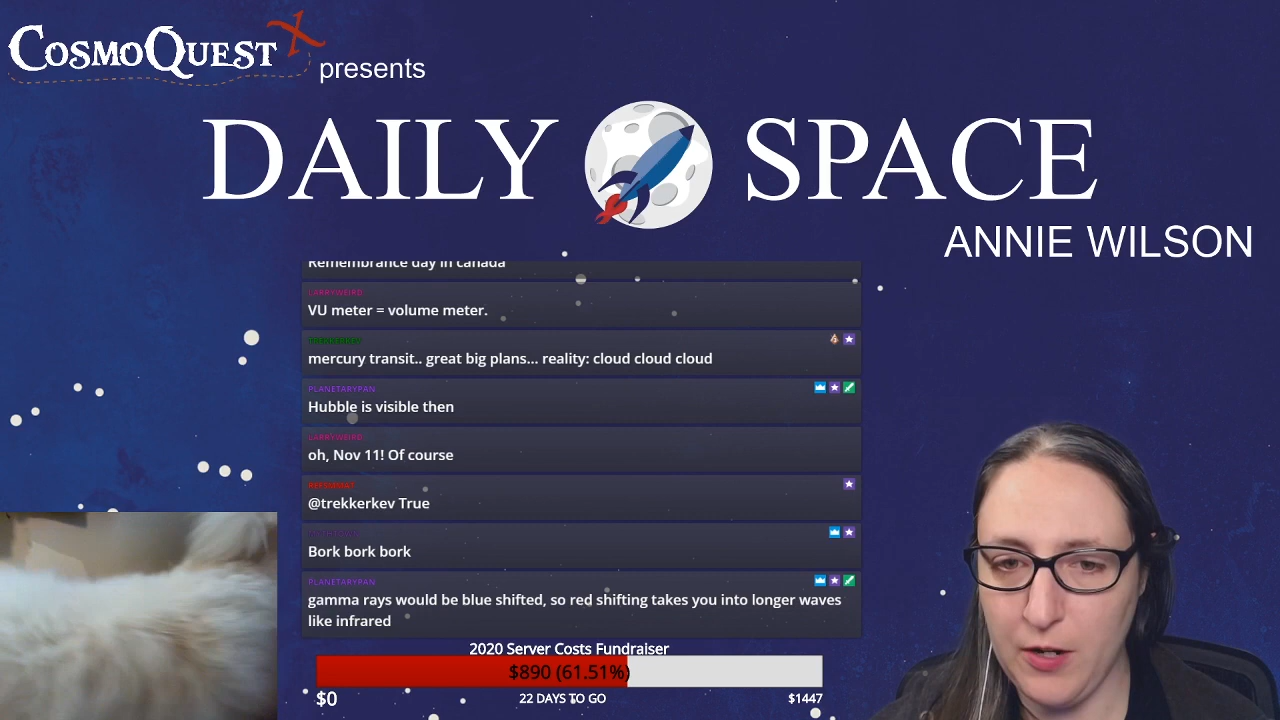 COSMOQUEST X
presents
DAILY SPACE
ANNIE WILSON
Remembrance day in canada
LARRYWEIRD
VU meter = volume meter.
TREKKERKEV
mercury transit.. great big plans... reality: cloud cloud cloud
PLANETARYPAN
Hubble is visible then
LARRYWEIRD
oh, Nov 11! Of course
@trekkerkev True
Bork bork bork
PLANETARYPAN
gamma rays would be blue shifted, so red shifting takes you into longer waves
like infrared
2020 Server Costs Fundraiser
$890 (61.51%)
$0
22 DAYS TO GO
$1447